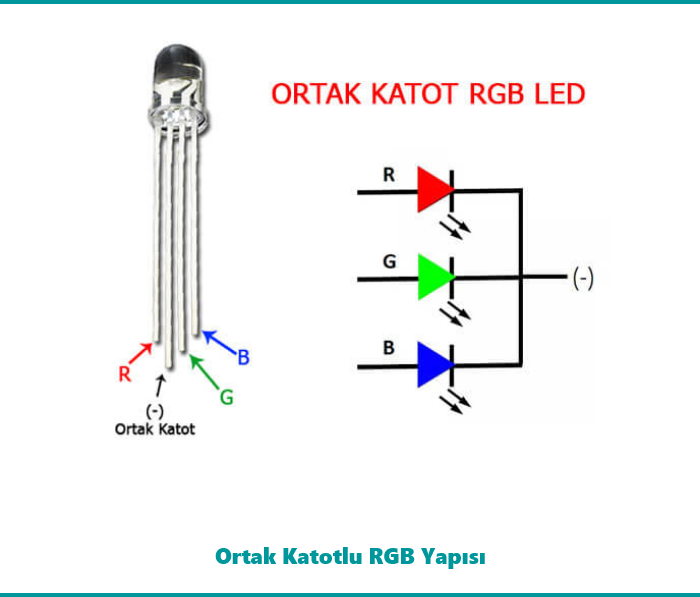 ORTAK KATOT RGB LED
R
G
(-)
B
R
B
G
(-)
Ortak Katot
Ortak Katotlu RGB Yapısı